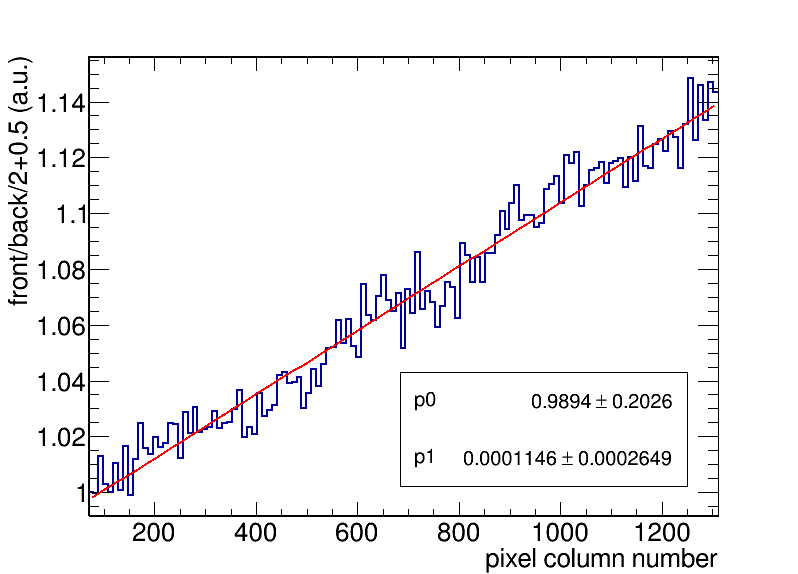 front/back/2+0.5 (a.u.)
1.14
1.12
1.1
1.08
1.06
1.04
1.02
1
p0 0.9894 ± 0.2026
p1 0.0001146 ± 0.0002649
200 400 600 800 1000 1200
pixel column number